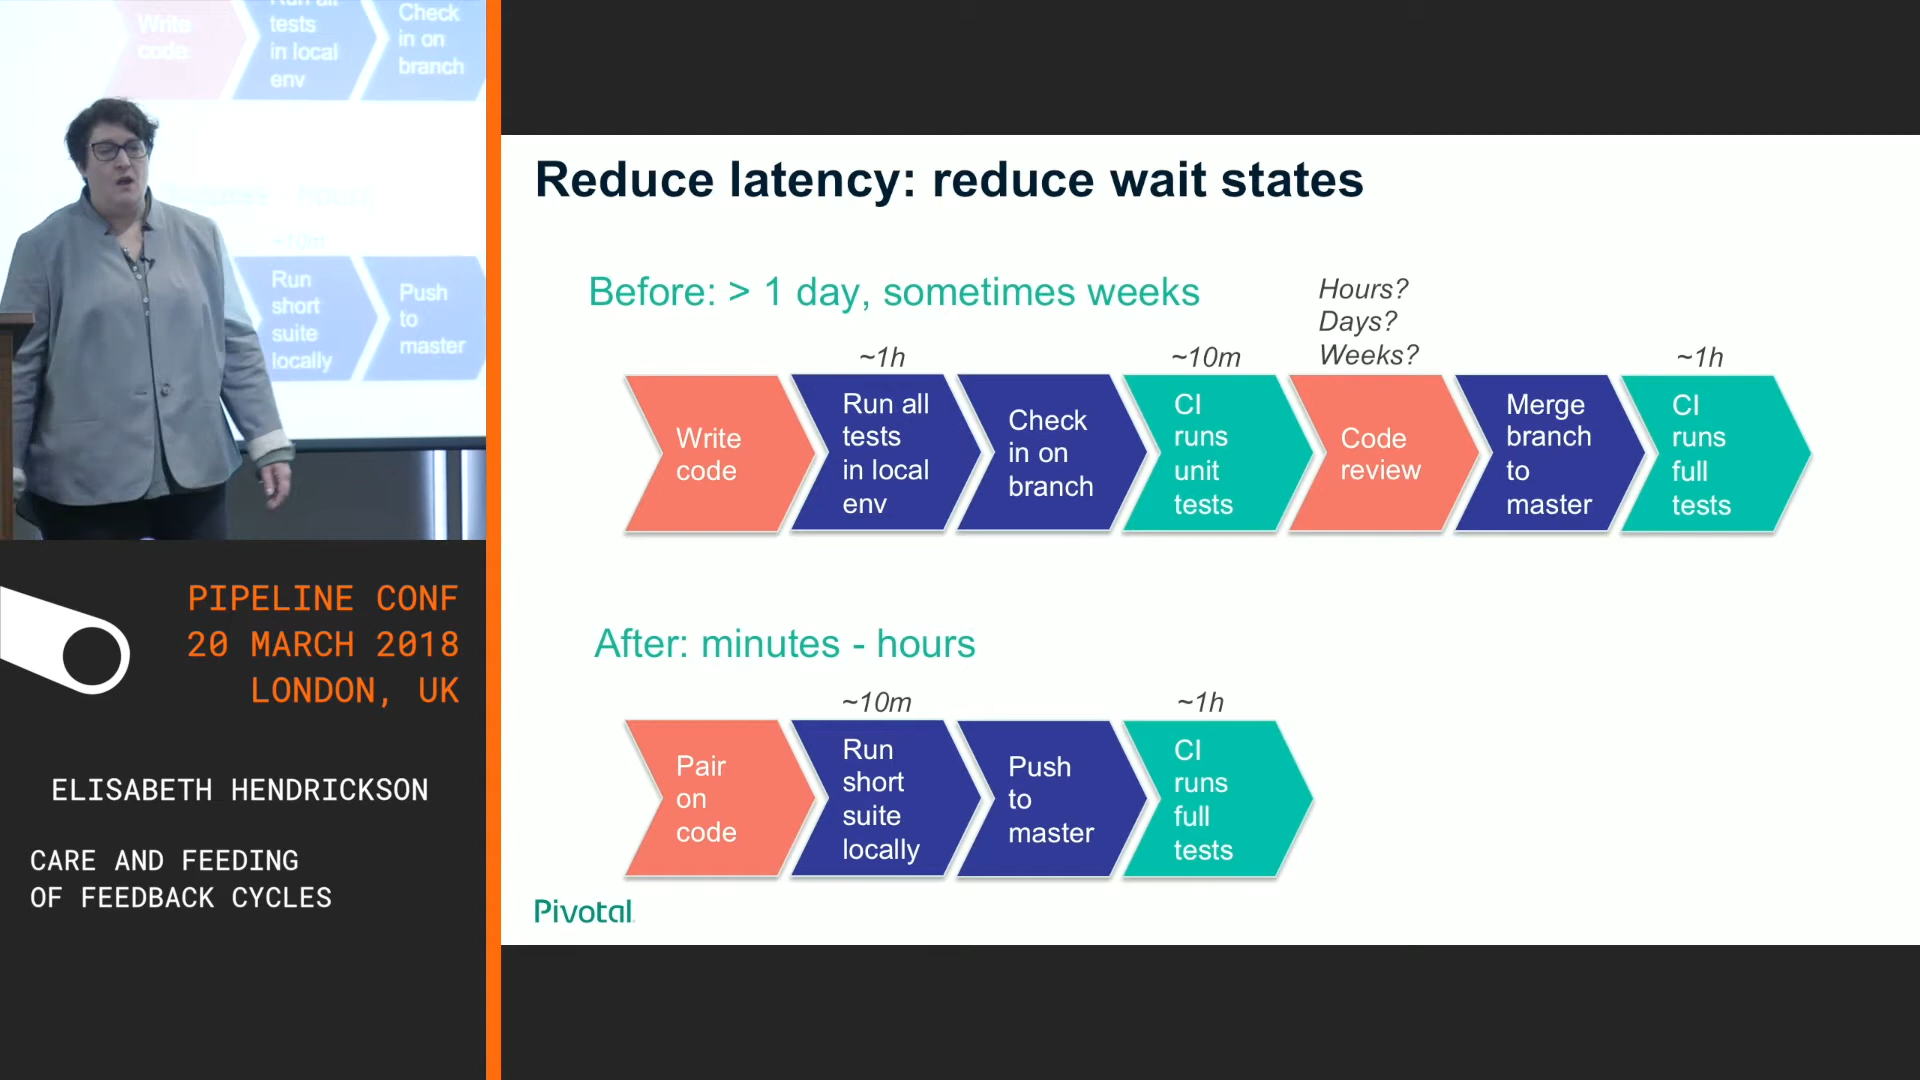 Write
code
Run all
tests
in local
env
Check
in on
branch
~10m
Run
short
suite
locally
Push
to
master
PIPELINE CONF
20 MARCH 2018
LONDON, UK
ELISABETH HENDRICKSON
CARE AND FEEDING
OF FEEDBACK CYCLES
Reduce latency: reduce wait states
Before: > 1 day, sometimes weeks
Hours?
Days?
Weeks?
~1h
~10m
~1h
Write
code
Run all
tests
in local
env
Check
in on
branch
CI
runs
unit
tests
Code
review
Merge
branch
to
master
CI
runs
full
tests
After: minutes - hours
~10m
~1h
Pair
on
code
Run
short
suite
locally
Push
to
master
CI
runs
full
tests
Pivotal